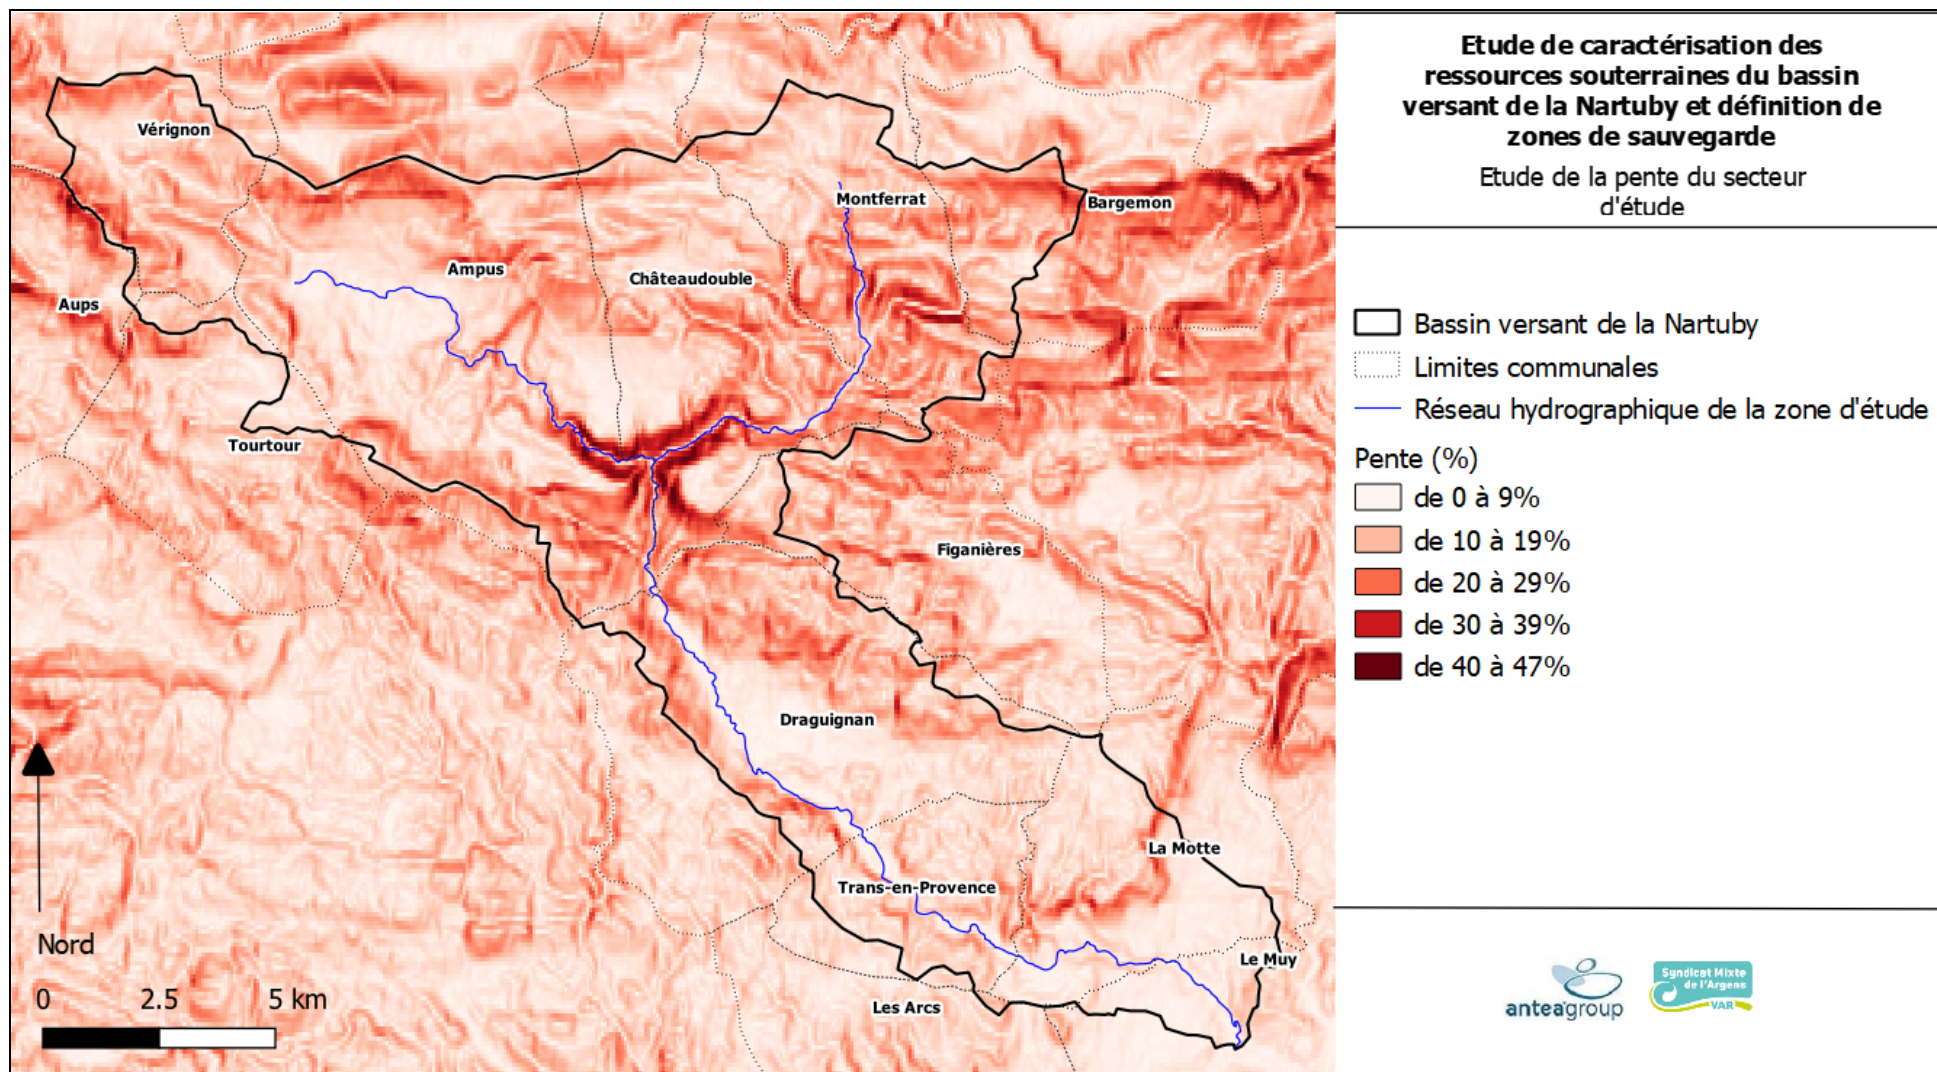 Etude de caractérisation des
ressources souterraines du bassin
versant de la Nartuby et définition de
zones de sauvegarde
Etude de la pente du secteur
d'étude
Bassin versant de la Nartuby
Limites communales
Réseau hydrographique de la zone d'étude
Pente (%)
de 0 à 9%
de 10 à 19%
de 20 à 29%
de 30 à 39%
de 40 à 47%
Vérignon
Montferrat
Bargemon
Ampus
Châteaudouble
Aups
Tourtour
Figanières
Draguignan
La Motte
Trans-en-Provence
Le Muy
Les Arcs
Nord
0 2.5 5 km
anteagroup
Syndicat Mixte
de l'Argens
VAR